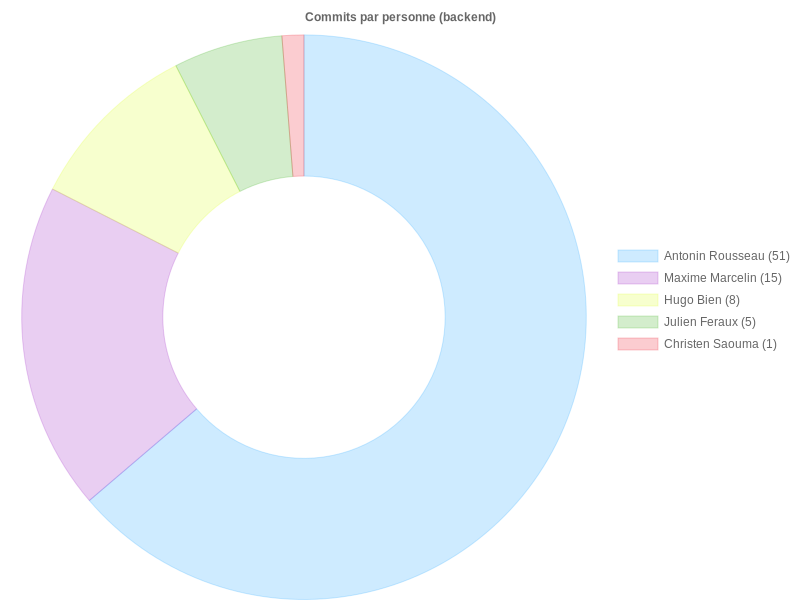 Commits par personne (backend)
Antonin Rousseau (51)
Maxime Marcelin (15)
Hugo Bien (8)
Julien Feraux (5)
Christen Saouma (1)